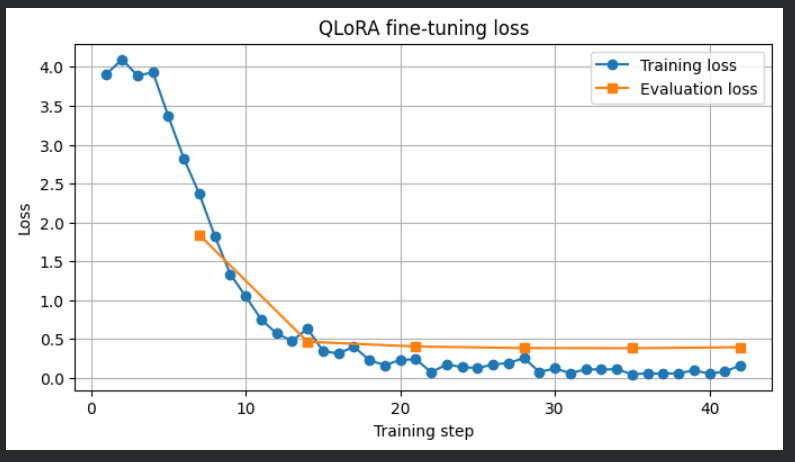 QLoRA fine-tuning loss
Training loss
Evaluation loss
4.0
3.5
3.0
2.5
2.0
1.5
1.0
0.5
0.0
Loss
0 10 20 30 40
Training step